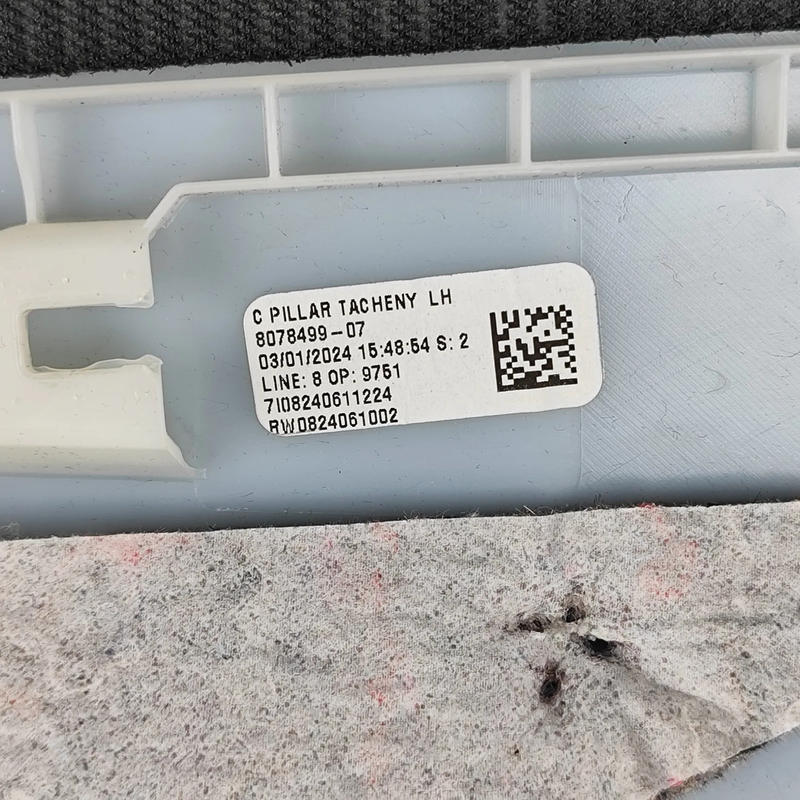 C PILLAR TACHENY LH
8078499-07
03/01/2024 15:48:54 S: 2
LINE: 8 OP: 9751
7I08240611224
RW0824061002